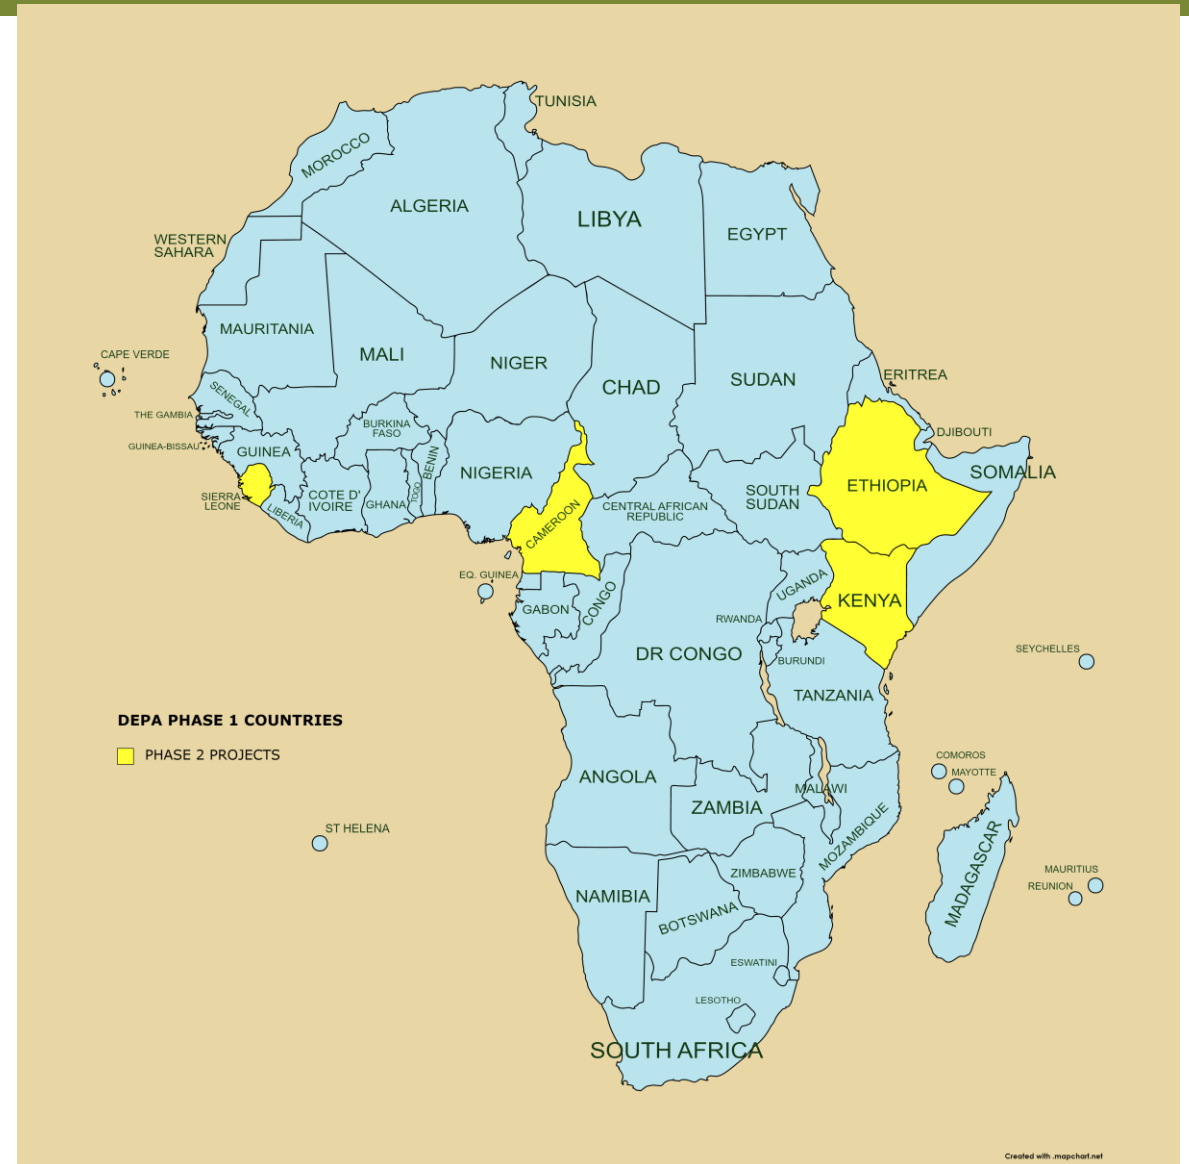 TUNISIA
MOROCCO
ALGERIA
LIBYA
EGYPT
WESTERN
SAHARA
MAURITANIA
MALI
NIGER
CHAD
SUDAN
ERITREA
CAPE VERDE
SENEGAL
THE GAMBIA
GUINEA-BISSAU
GUINEA
BURKINA
FASO
BENIN
TOGO
NIGERIA
DJIBOUTI
SOMALIA
ETHIOPIA
SOUTH
SUDAN
SIERRA
LEONE
LIBERIA
COTE D'
IVOIRE
GHANA
CAMEROON
CENTRAL AFRICAN
REPUBLIC
EQ. GUINEA
GABON
CONGO
UGANDA
KENYA
RWANDA
DR CONGO
BURUNDI
SEYCHELLES
TANZANIA
DEPA PHASE 1 COUNTRIES
PHASE 2 PROJECTS
COMOROS
MAYOTTE
ANGOLA
ZAMBIA
MALAWI
MOZAMBIQUE
ST HELENA
MADAGASCAR
MAURITIUS
REUNION
ZIMBABWE
NAMIBIA
BOTSWANA
ESWATINI
LESOTHO
SOUTH AFRICA
Created with .mapchart.net